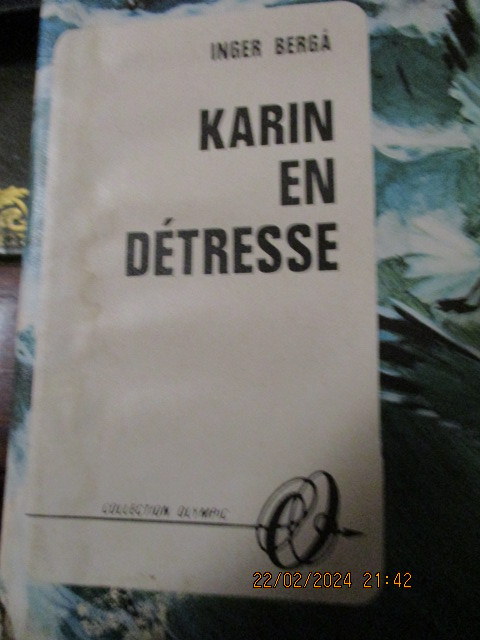 INGER BERGÅ
KARIN
EN
DÉTRESSE
COLLECTION OLYMPIC
22/02/2024 21:42